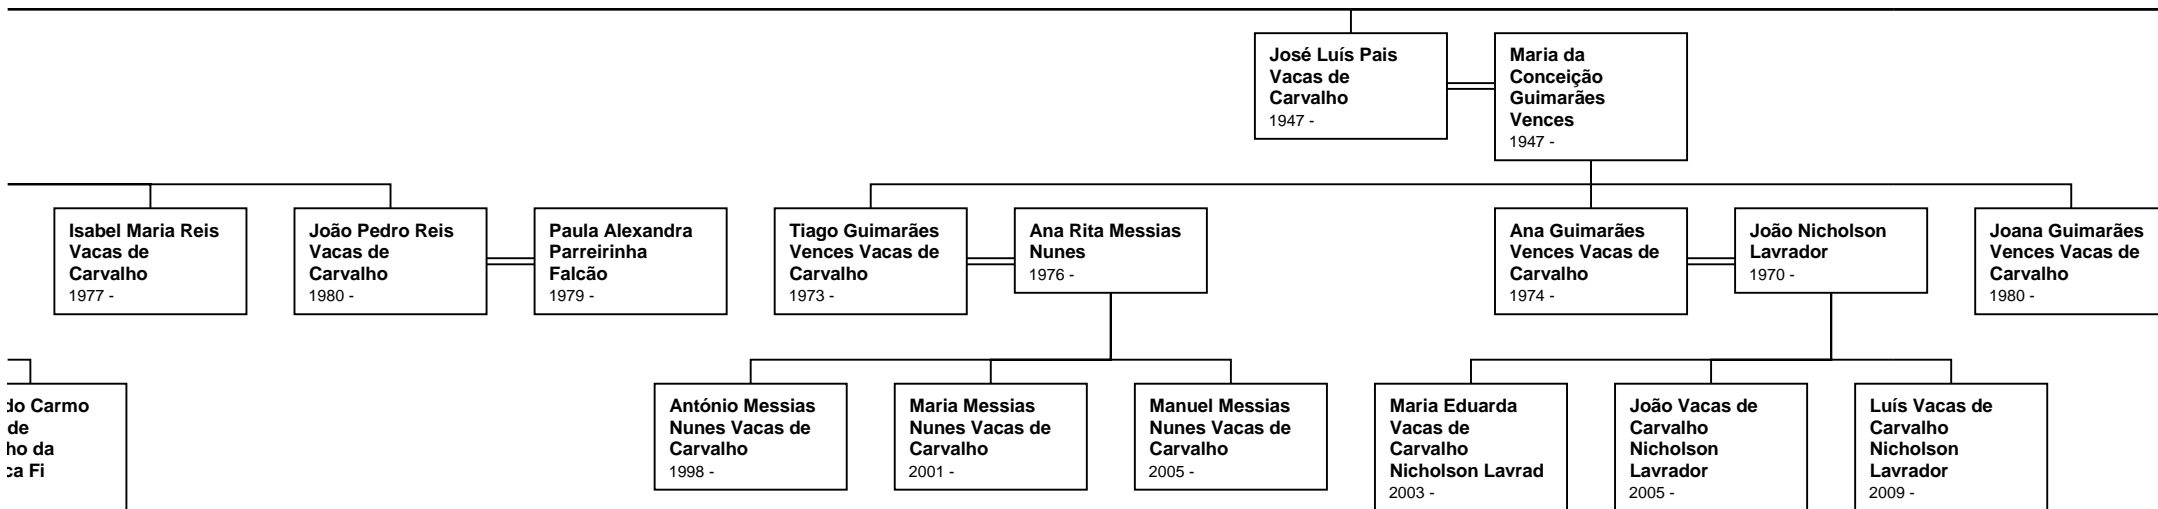 José Luís Pais
Vacas de
Carvalho
1947 -
Maria da
Conceição
Guimarães
Vences
1947 -
Isabel Maria Reis
Vacas de
Carvalho
1977 -
João Pedro Reis
Vacas de
Carvalho
1980 -
Paula Alexandra
Parreirinha
Falcão
1979 -
Tiago Guimarães
Vences Vacas de
Carvalho
1973 -
Ana Rita Messias
Nunes
1976 -
Ana Guimarães
Vences Vacas de
Carvalho
1974 -
João Nicholson
Lavrador
1970 -
Joana Guimarães
Vences Vacas de
Carvalho
1980 -
do Carmo
de
ho da
ca Fi
António Messias
Nunes Vacas de
Carvalho
1998 -
Maria Messias
Nunes Vacas de
Carvalho
2001 -
Manuel Messias
Nunes Vacas de
Carvalho
2005 -
Maria Eduarda
Vacas de
Carvalho
Nicholson Lavrad
2003 -
João Vacas de
Carvalho
Nicholson
Lavrador
2005 -
Luís Vacas de
Carvalho
Nicholson
Lavrador
2009 -